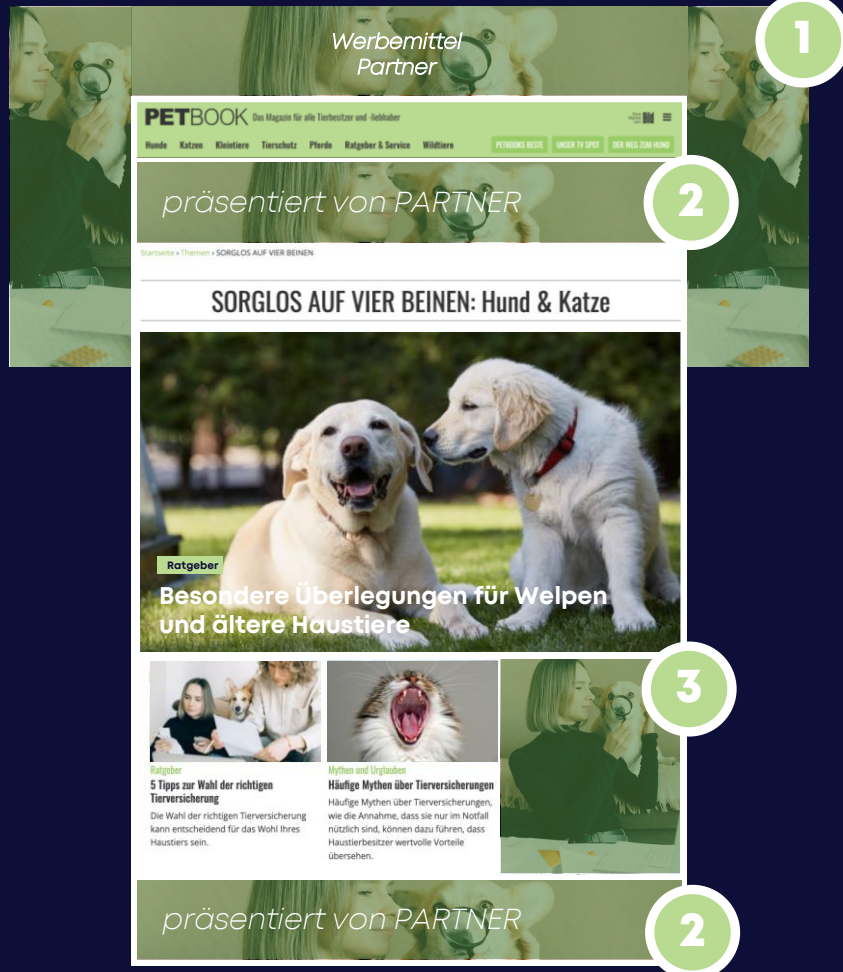 Werbemittel
Partner
1
PETBOOK Das Magazin für alle Tierbesitzer und -liebhaber
Hunde Katzen Kleintiere Tierschutz Pferde Ratgeber & Service Wildtiere PETBOOKS BESTE UNSER TV SPOT DER WEG ZUM HUND
präsentiert von PARTNER
2
Startseite » Themen » SORGLOS AUF VIER BEINEN
SORGLOS AUF VIER BEINEN: Hund & Katze
Ratgeber
Besondere Überlegungen für Welpen
und ältere Haustiere
3
Ratgeber
5 Tipps zur Wahl der richtigen
Tierversicherung
Die Wahl der richtigen Tierversicherung
kann entscheidend für das Wohl Ihres
Haustiers sein.
Mythen und Urglauben
Häufige Mythen über Tierversicherungen
Häufige Mythen über Tierversicherungen,
wie die Annahme, dass sie nur im Notfall
nützlich sind, können dazu führen, dass
Haustierbesitzer wertvolle Vorteile
übersehen.
präsentiert von PARTNER
2